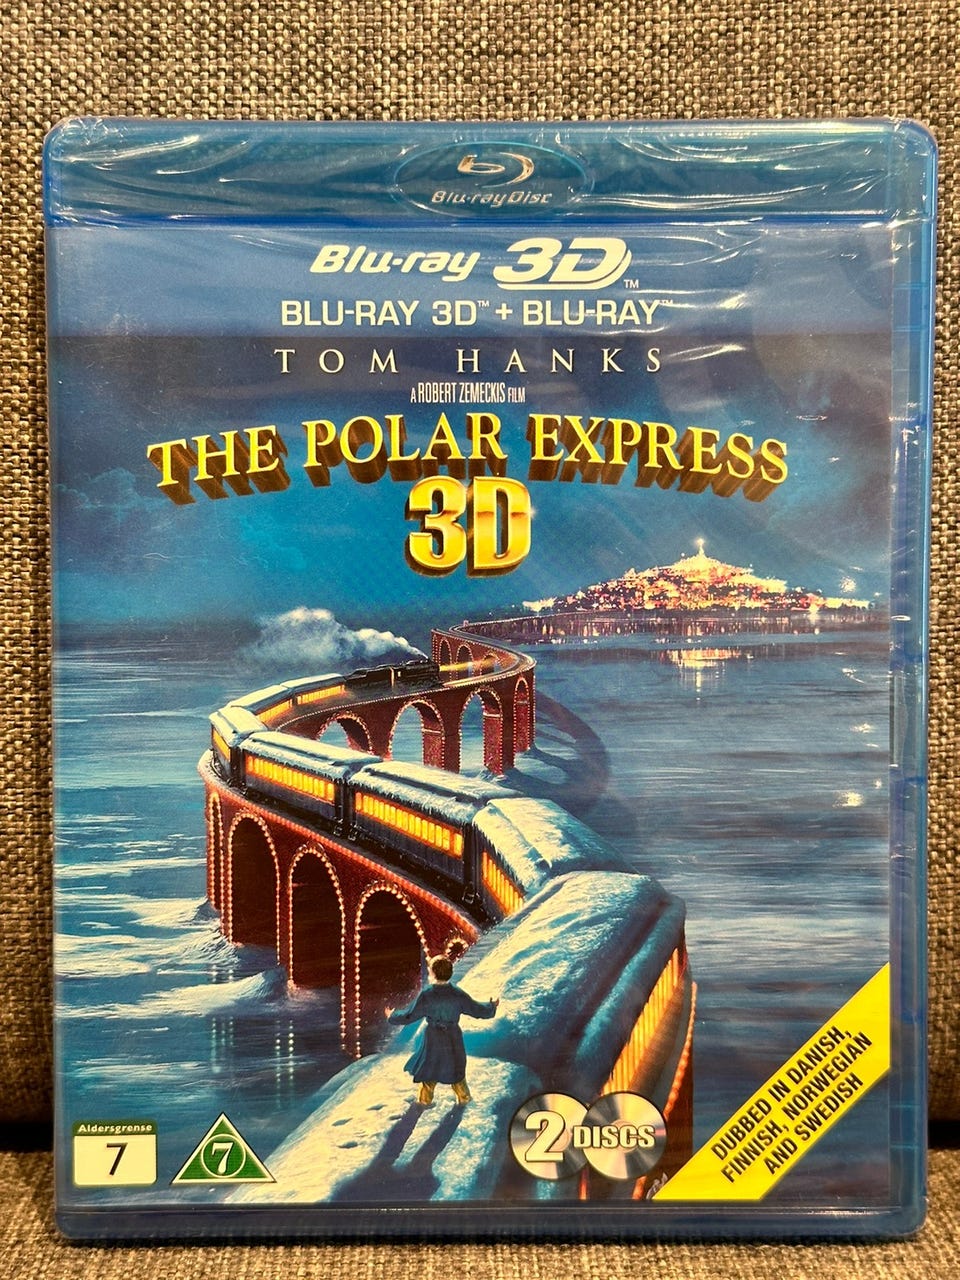 Blu-ray Disc
Blu-ray 3D™
BLU-RAY 3D™ + BLU-RAY™
TOM HANKS
A ROBERT ZEMECKIS FILM
THE POLAR EXPRESS
3D
DUBBED IN DANISH,
FINNISH, NORWEGIAN
AND SWEDISH
2 DISCS
Aldersgrense
7
7